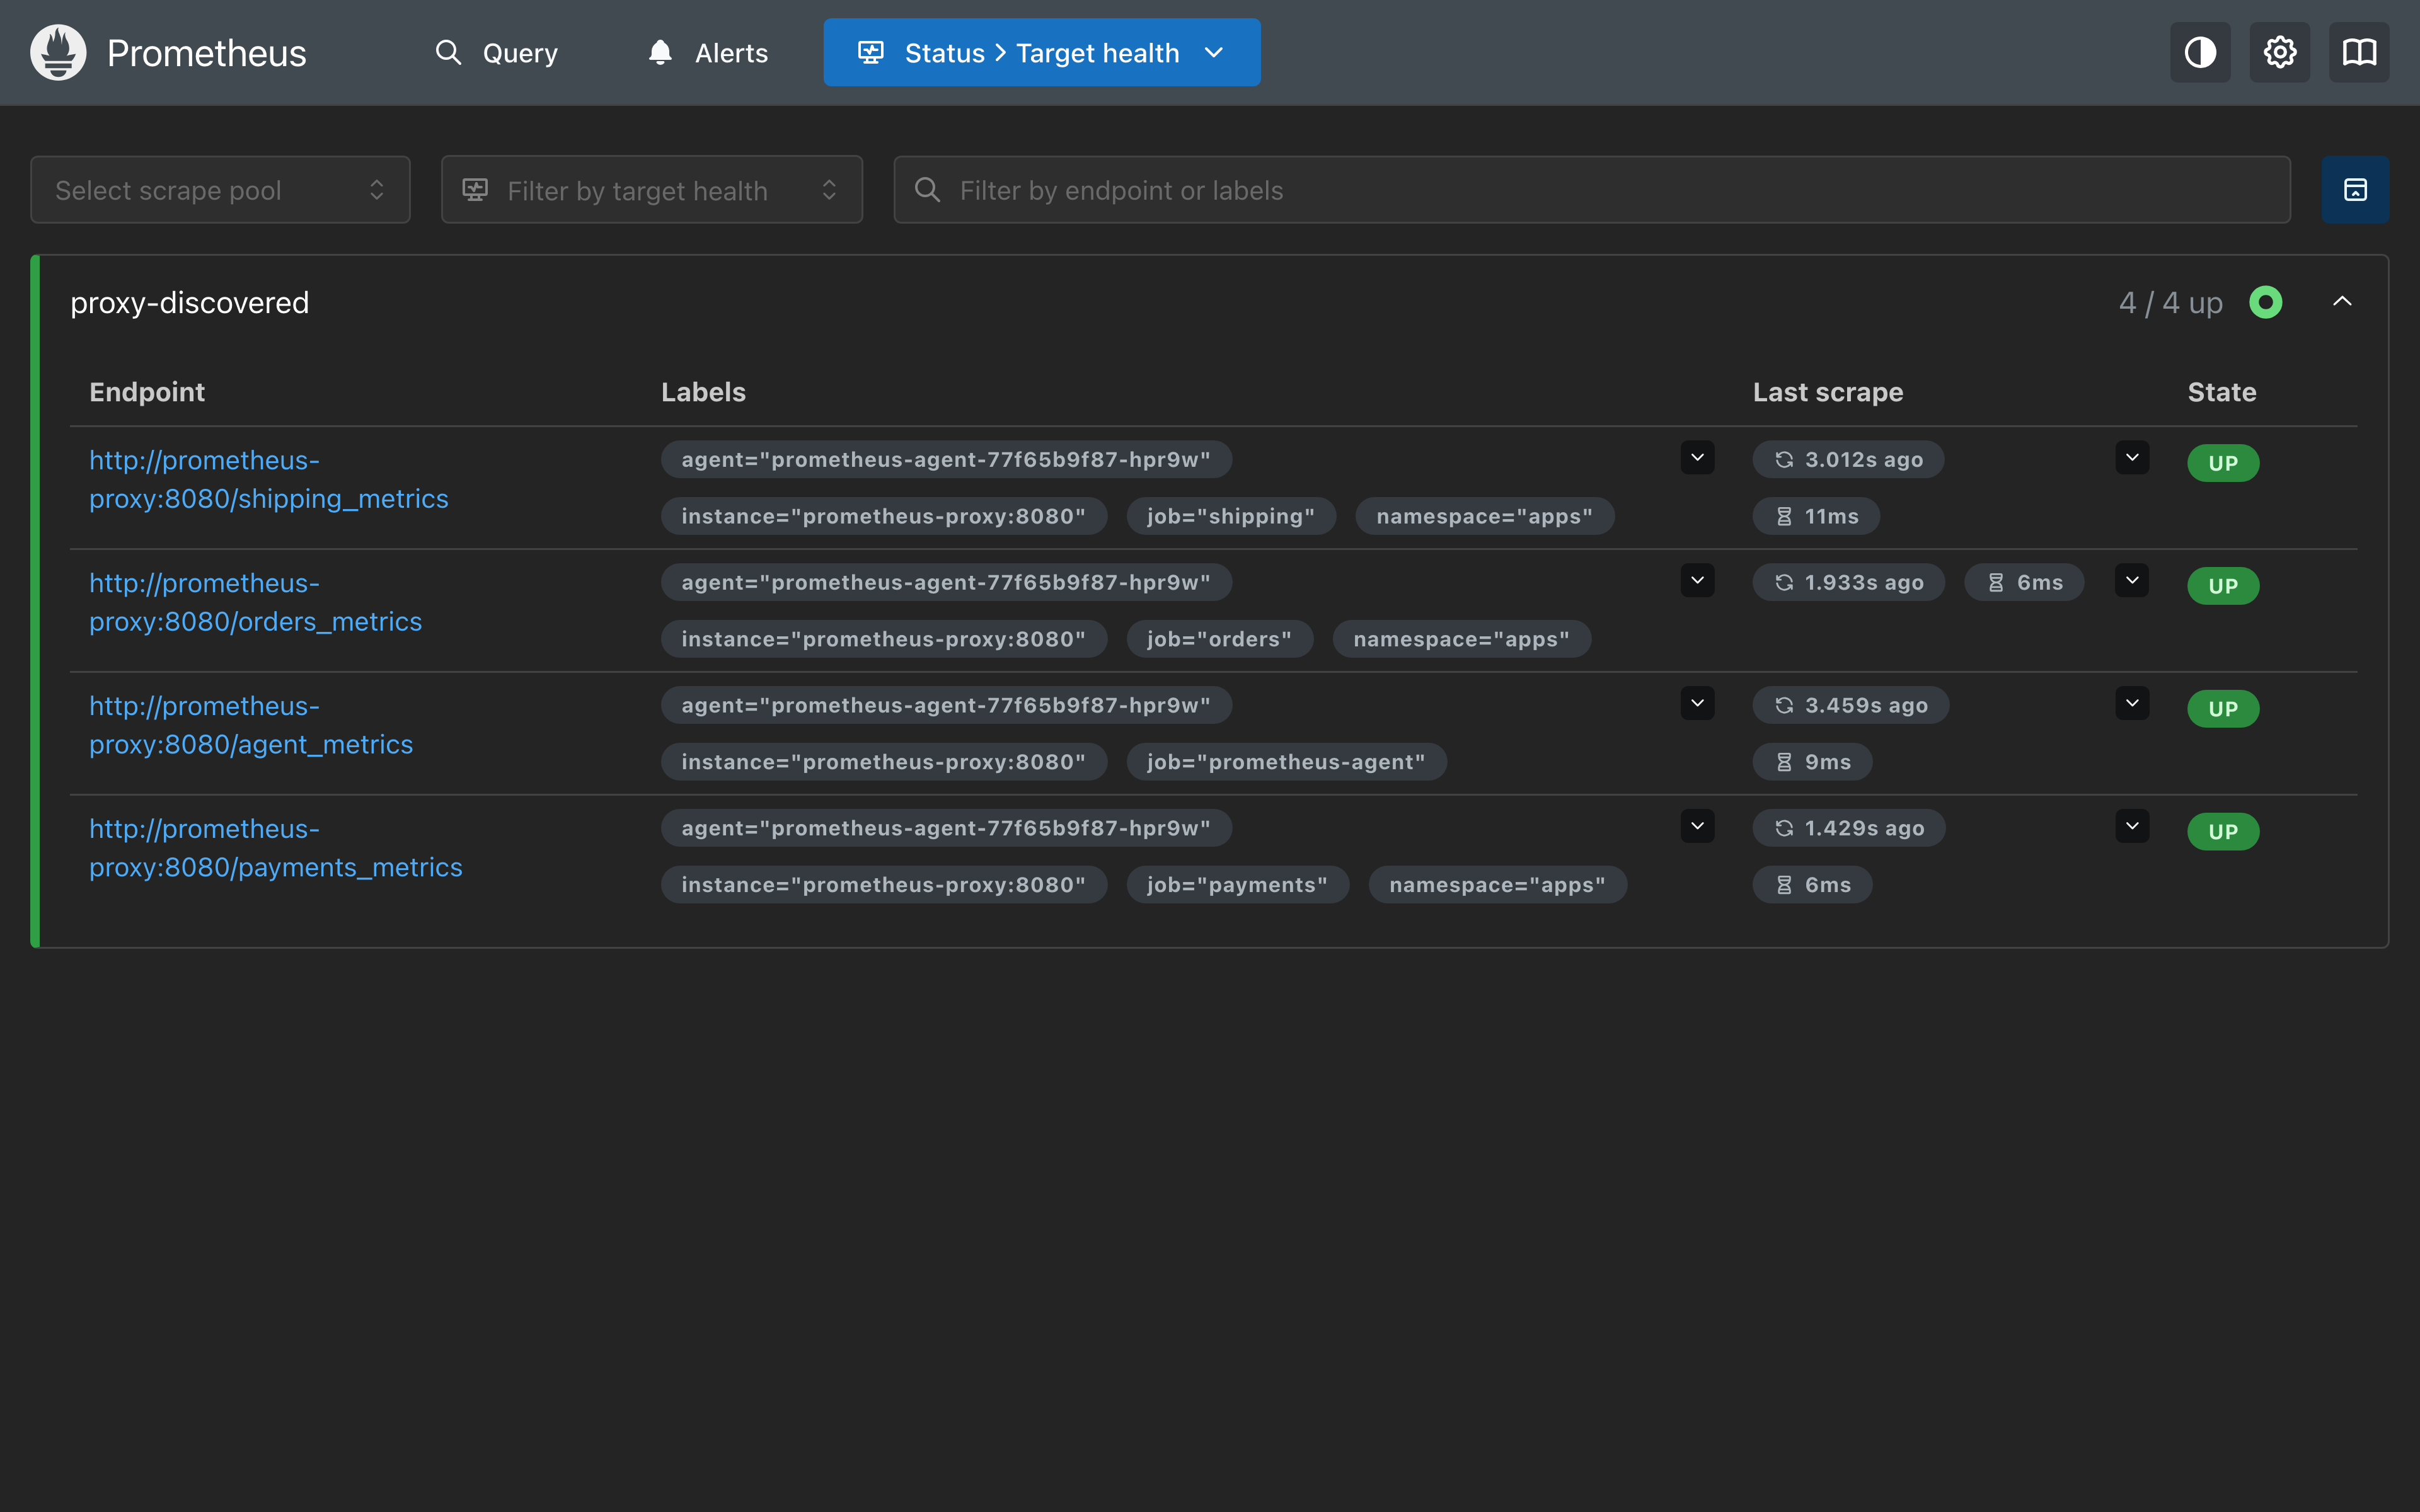 Prometheus
Query
Alerts
Status > Target health
Select scrape pool
Filter by target health
Filter by endpoint or labels
proxy-discovered
4 / 4 up
Endpoint Labels Last scrape State
http://prometheus-
proxy:8080/shipping_metrics
agent="prometheus-agent-77f65b9f87-hpr9w"
instance="prometheus-proxy:8080" job="shipping" namespace="apps"
3.012s ago
11ms
UP
http://prometheus-
proxy:8080/orders_metrics
agent="prometheus-agent-77f65b9f87-hpr9w"
instance="prometheus-proxy:8080" job="orders" namespace="apps"
1.933s ago 6ms
UP
http://prometheus-
proxy:8080/agent_metrics
agent="prometheus-agent-77f65b9f87-hpr9w"
instance="prometheus-proxy:8080" job="prometheus-agent"
3.459s ago
9ms
UP
http://prometheus-
proxy:8080/payments_metrics
agent="prometheus-agent-77f65b9f87-hpr9w"
instance="prometheus-proxy:8080" job="payments" namespace="apps"
1.429s ago
6ms
UP